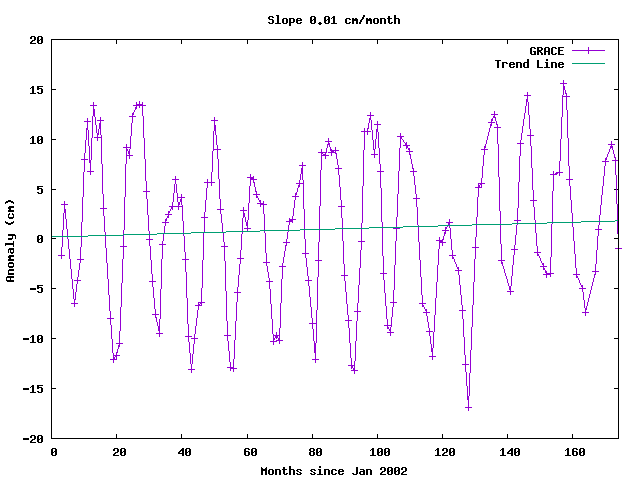 Slope 0.01 cm/month
GRACE
Trend Line
20
15
10
5
0
-5
-10
-15
-20
Anomaly (cm)
0 20 40 60 80 100 120 140 160
Months since Jan 2002